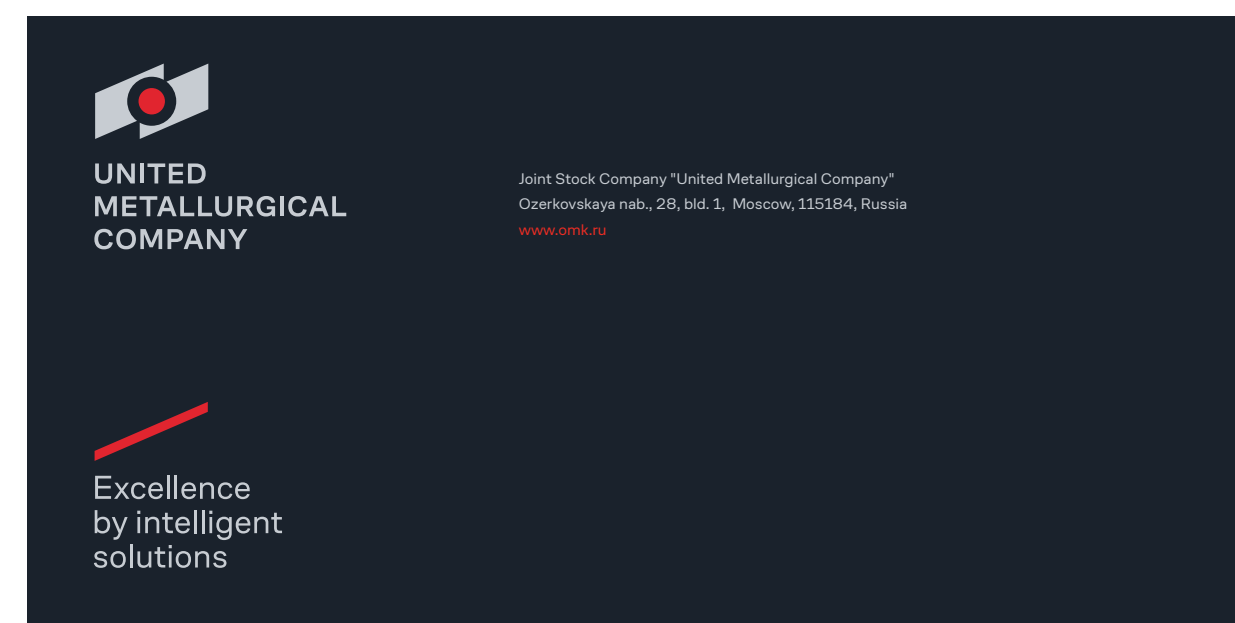 UNITED
METALLURGICAL
COMPANY
Joint Stock Company "United Metallurgical Company"
Ozerkovskaya nab., 28, bld. 1, Moscow, 115184, Russia
www.omk.ru
Excellence
by intelligent
solutions